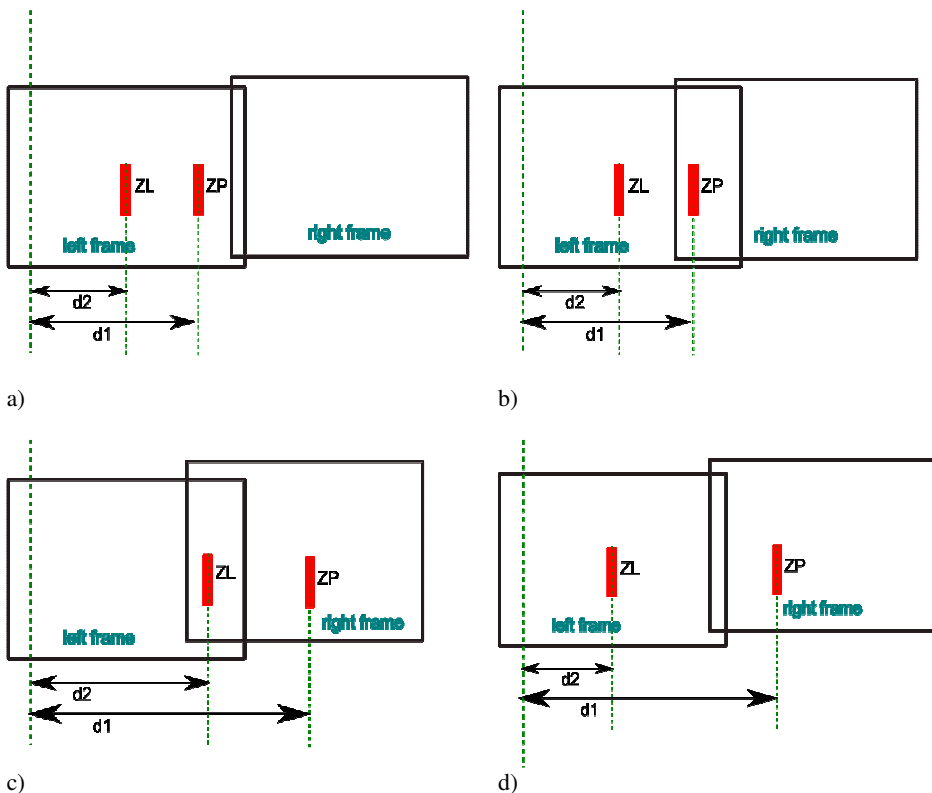 ZL
ZP
left frame
right frame
d2
d1
a)
ZL
ZP
left frame
right frame
d2
d1
b)
ZL
ZP
left frame
right frame
d2
d1
c)
ZL
ZP
left frame
right frame
d2
d1
d)